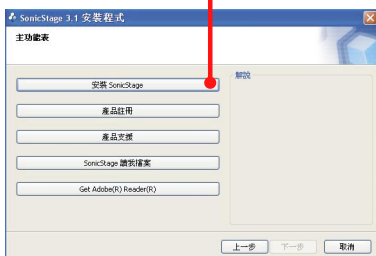 SonicStage 3.1 安裝程式
主功能表
安裝 SonicStage
解說
產品註冊
產品支援
SonicStage 讀我檔案
Get Adobe(R) Reader(R)
上一步
下一步
取消